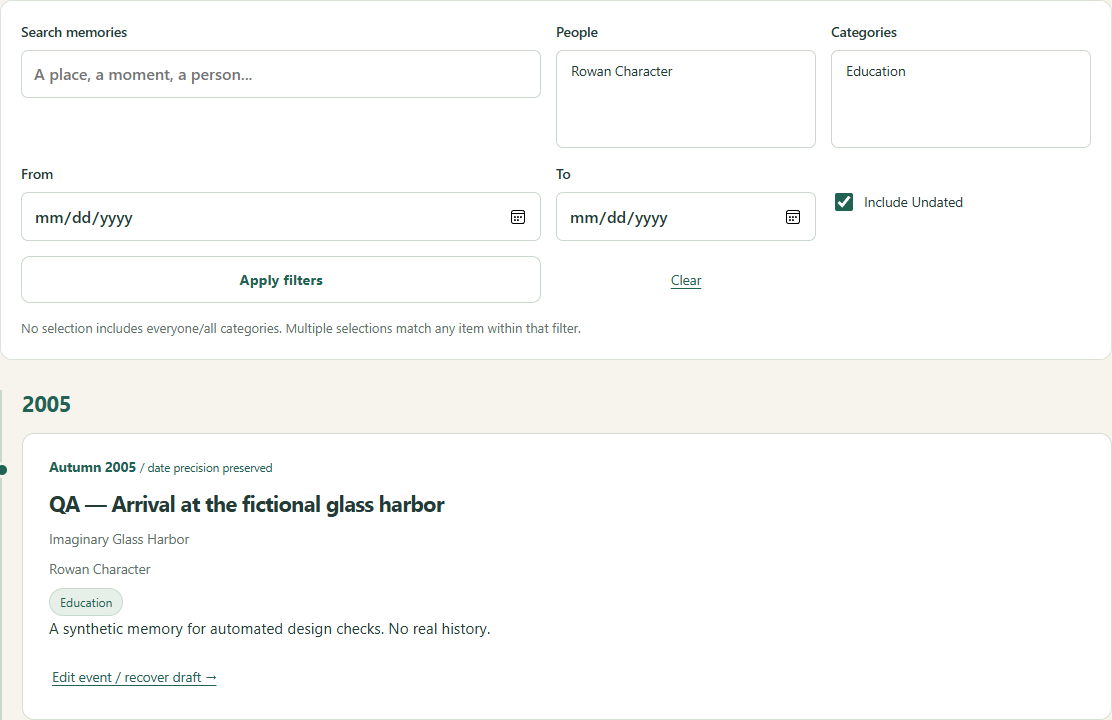 Search memories
People
Categories
A place, a moment, a person...
Rowan Character
Education
From
To
mm/dd/yyyy
mm/dd/yyyy
Include Undated
Apply filters
Clear
No selection includes everyone/all categories. Multiple selections match any item within that filter.
2005
Autumn 2005 / date precision preserved
QA — Arrival at the fictional glass harbor
Imaginary Glass Harbor
Rowan Character
Education
A synthetic memory for automated design checks. No real history.
Edit event / recover draft →